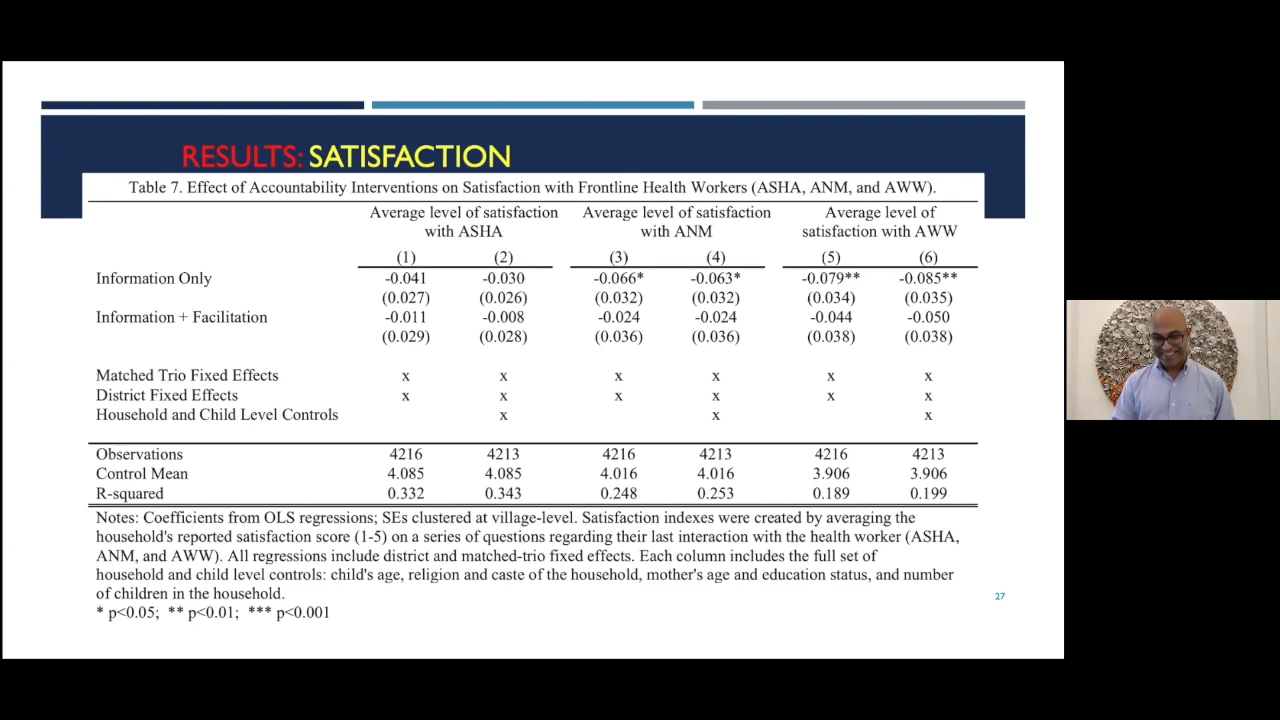 RESULTS: SATISFACTION
Table 7. Effect of Accountability Interventions on Satisfaction with Frontline Health Workers (ASHA, ANM, and AWW).
Average level of satisfaction with ASHA Average level of satisfaction with ANM Average level of satisfaction with AWW
(1) (2) (3) (4) (5) (6)
Information Only -0.041 -0.030 -0.066* -0.063* -0.079** -0.085**
(0.027) (0.026) (0.032) (0.032) (0.034) (0.035)
Information + Facilitation -0.011 -0.008 -0.024 -0.024 -0.044 -0.050
(0.029) (0.028) (0.036) (0.036) (0.038) (0.038)
Matched Trio Fixed Effects x x x x x x
District Fixed Effects x x x x x x
Household and Child Level Controls x x x
Observations 4216 4213 4216 4213 4216 4213
Control Mean 4.085 4.085 4.016 4.016 3.906 3.906
R-squared 0.332 0.343 0.248 0.253 0.189 0.199
Notes: Coefficients from OLS regressions; SEs clustered at village-level. Satisfaction indexes were created by averaging the
household's reported satisfaction score (1-5) on a series of questions regarding their last interaction with the health worker (ASHA,
ANM, and AWW). All regressions include district and matched-trio fixed effects. Each column includes the full set of
household and child level controls: child's age, religion and caste of the household, mother's age and education status, and number
of children in the household.
* p<0.05; ** p<0.01; *** p<0.001
27